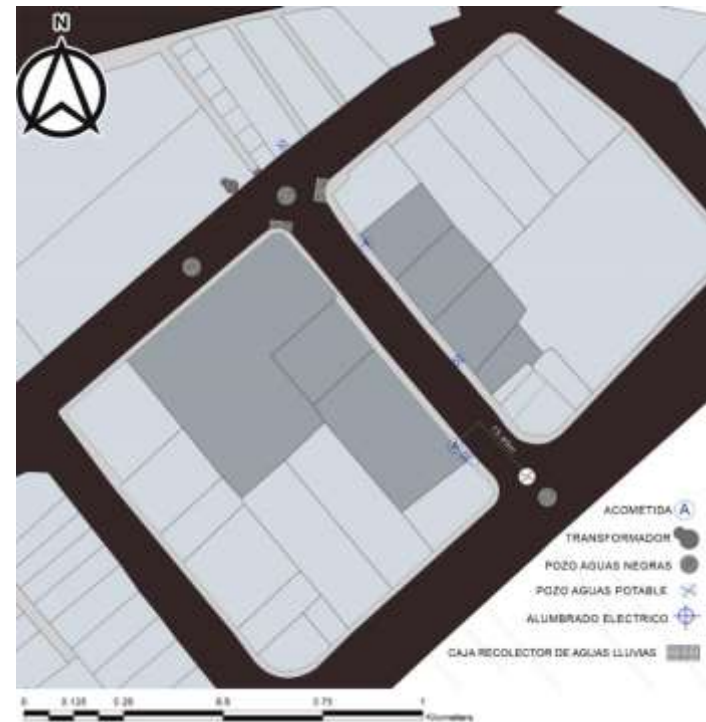 N
A
ACOMETIDA A
TRANSFORMADOR
POZO AGUAS NEGRAS
POZO AGUAS POTABLE
ALUMBRADO ELECTRICO
CAJA RECOLECTOR DE AGUAS LLUVIAS
0 0.125 0.25 0.5 0.75 1
Kilometers